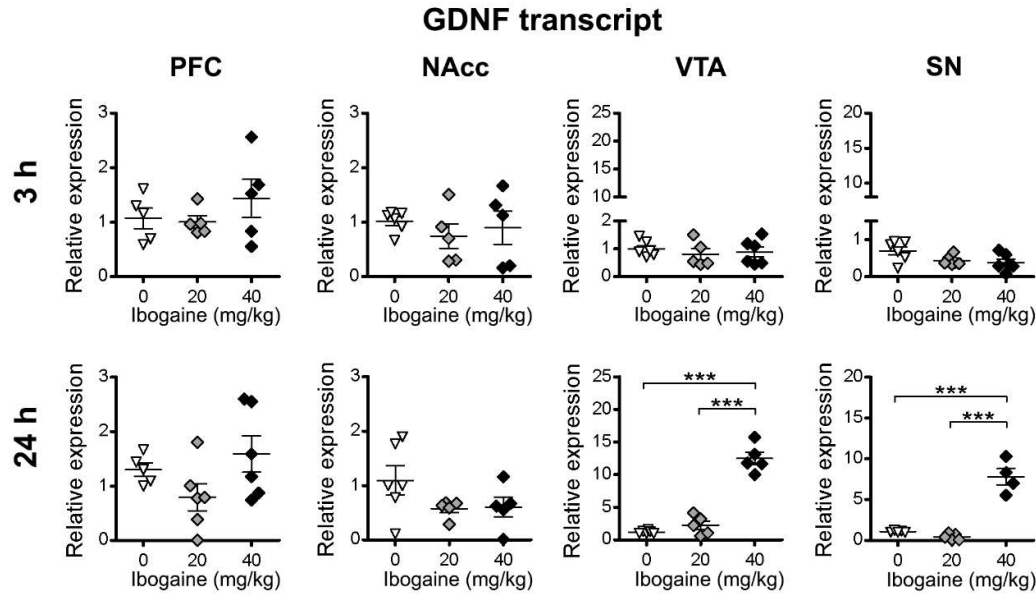 GDNF transcript
PFC
NAcc
VTA
SN
3 h
Relative expression
3
2
1
0
0 20 40
Ibogaine (mg/kg)
Relative expression
3
2
1
0
0 20 40
Ibogaine (mg/kg)
Relative expression
25
20
15
10
2
1
0
0 20 40
Ibogaine (mg/kg)
Relative expression
20
16
12
8
1
0
0 20 40
Ibogaine (mg/kg)
24 h
Relative expression
3
2
1
0
0 20 40
Ibogaine (mg/kg)
Relative expression
3
2
1
0
0 20 40
Ibogaine (mg/kg)
Relative expression
25
20
15
10
5
0
***
***
0 20 40
Ibogaine (mg/kg)
Relative expression
20
15
10
5
0
***
***
0 20 40
Ibogaine (mg/kg)